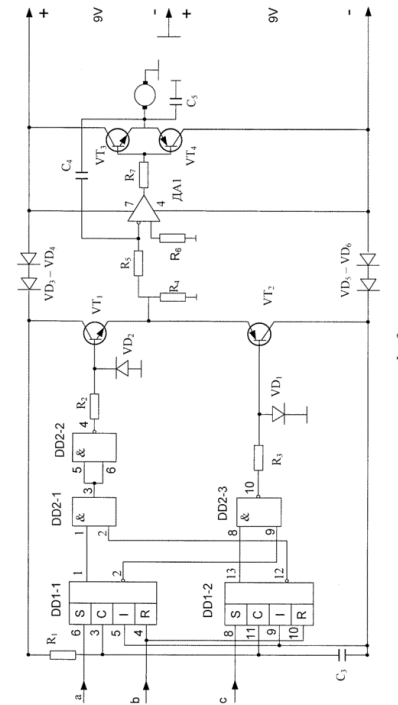 +
9V
-
+
9V
-
C₅
VT₃
VT₄
C₄
R₇
ДА1
7
4
R₅
R₆
R₄
VD₃ – VD₄
VD₅ – VD₆
VT₁
VT₂
VD₂
VD₁
R₂
R₃
DD2-2
&
5
6
4
DD2-1
&
1
2
3
DD2-3
&
8
9
10
DD1-1
S
C
I
R
6
3
5
4
1
2
DD1-2
S
C
I
R
8
11
9
10
13
12
R₁
C₃
a
b
c